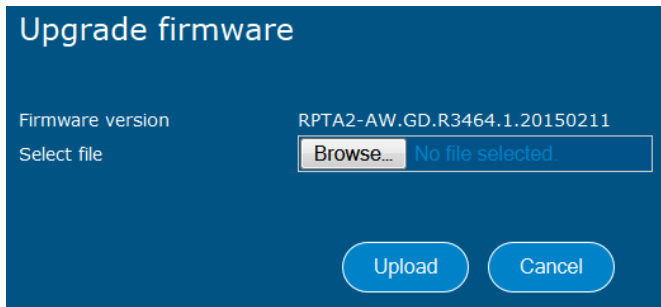 Upgrade firmware
Firmware version RPTA2-AW.GD.R3464.1.20150211
Select file Browse... No file selected.
Upload Cancel